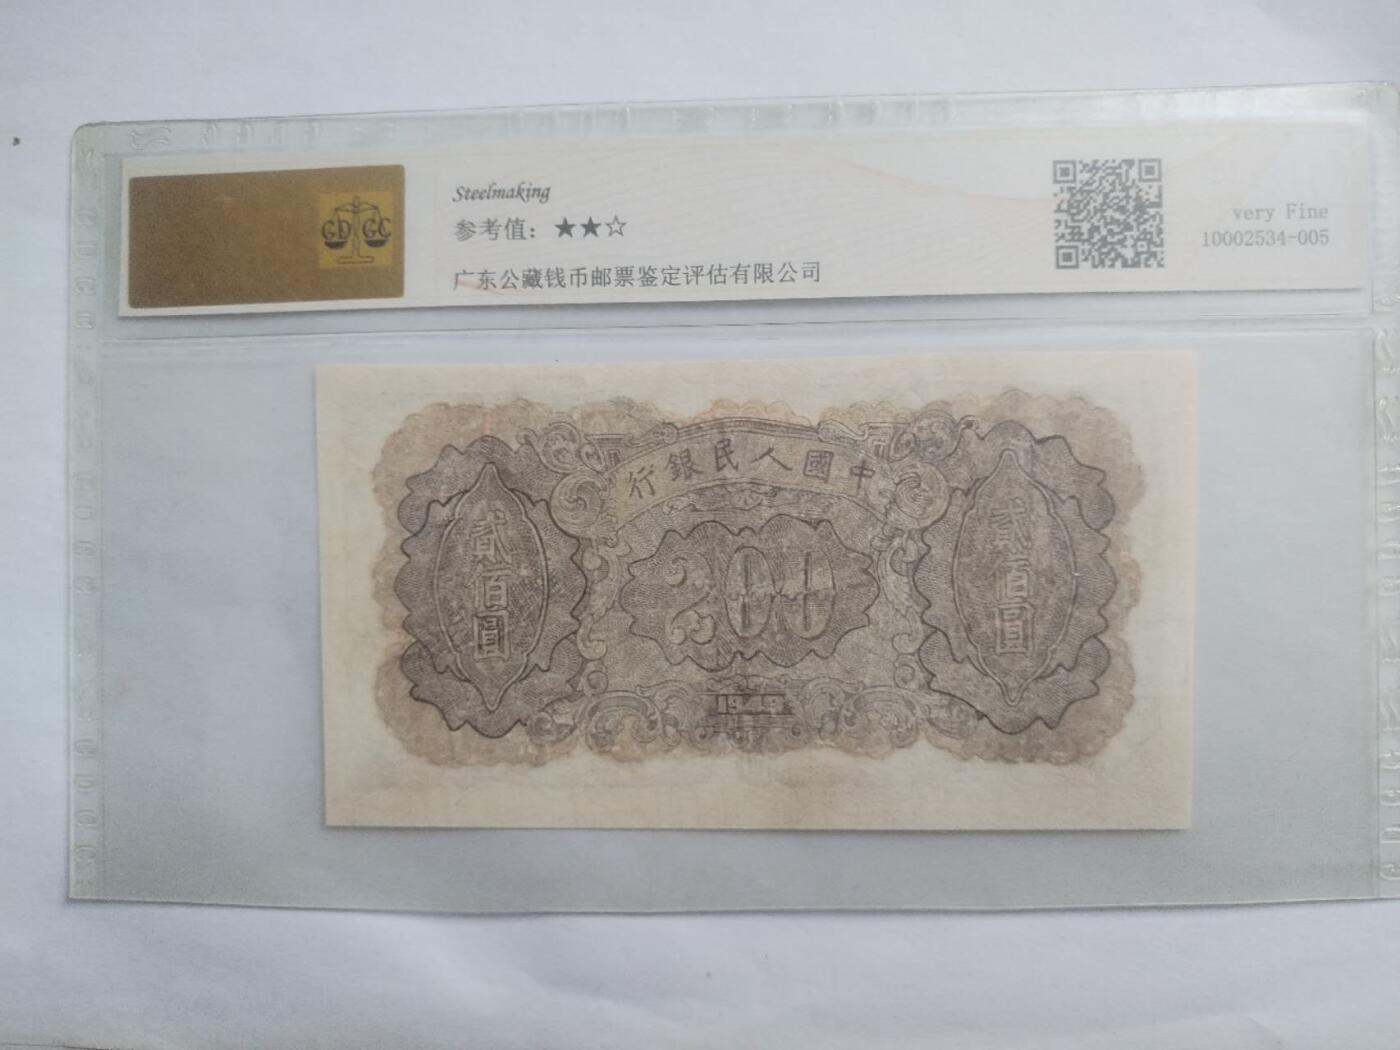 GDGC
Steelmaking
参考值：★★☆
广东公藏钱币邮票鉴定评估有限公司
very Fine
10002534-005
行銀民人國中
貳佰圓
200
貳佰圓
1949